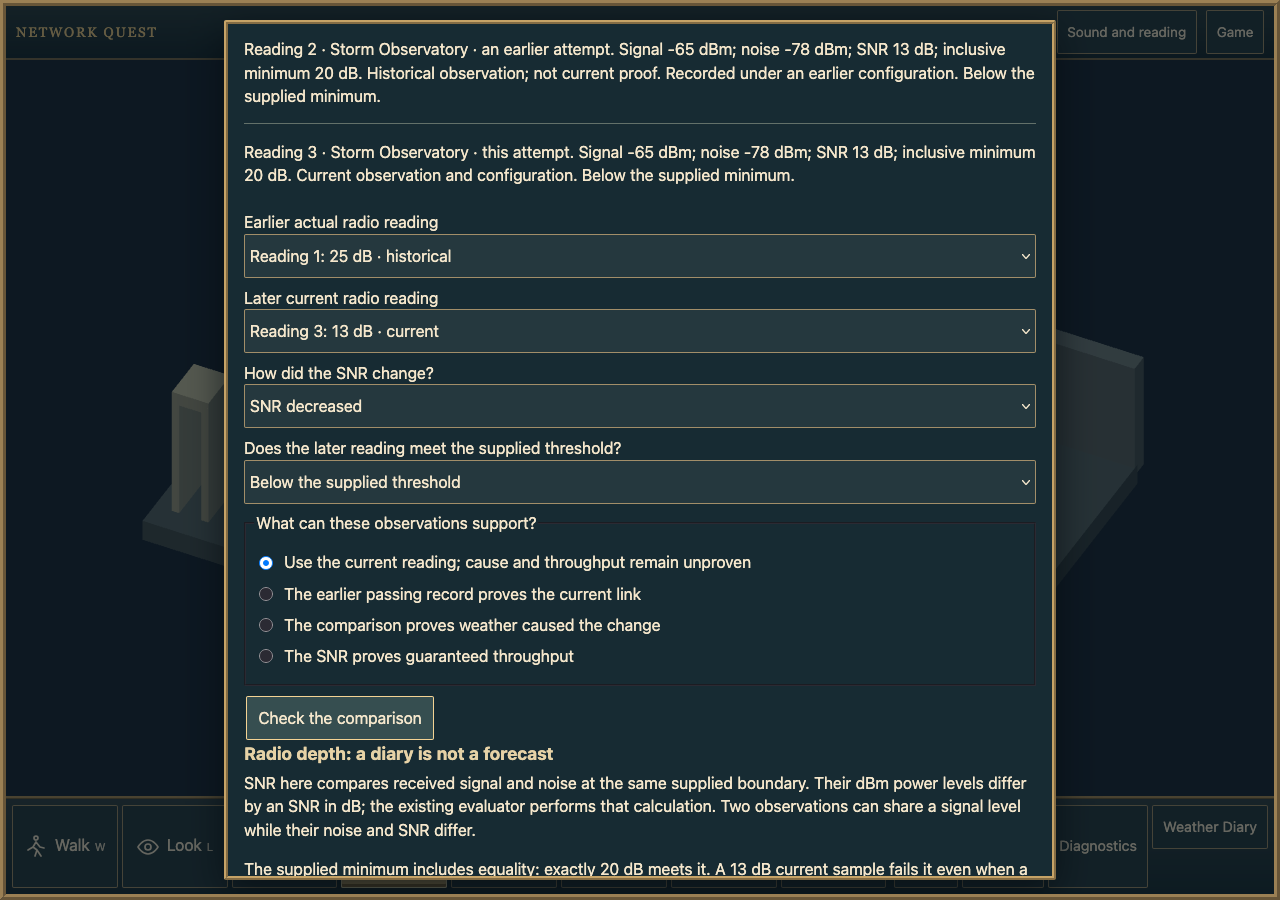 NETWORK QUEST
Sound and reading
Game
Reading 2 · Storm Observatory · an earlier attempt. Signal -65 dBm; noise -78 dBm; SNR 13 dB; inclusive
minimum 20 dB. Historical observation; not current proof. Recorded under an earlier configuration. Below the
supplied minimum.
Reading 3 · Storm Observatory · this attempt. Signal -65 dBm; noise -78 dBm; SNR 13 dB; inclusive minimum
20 dB. Current observation and configuration. Below the supplied minimum.
Earlier actual radio reading
Reading 1: 25 dB · historical
Later current radio reading
Reading 3: 13 dB · current
How did the SNR change?
SNR decreased
Does the later reading meet the supplied threshold?
Below the supplied threshold
What can these observations support?
Use the current reading; cause and throughput remain unproven
The earlier passing record proves the current link
The comparison proves weather caused the change
The SNR proves guaranteed throughput
Check the comparison
Radio depth: a diary is not a forecast
SNR here compares received signal and noise at the same supplied boundary. Their dBm power levels differ
by an SNR in dB; the existing evaluator performs that calculation. Two observations can share a signal level
while their noise and SNR differ.
The supplied minimum includes equality: exactly 20 dB meets it. A 13 dB current sample fails it even when a
Walk W
Look L
Diagnostics
Weather Diary